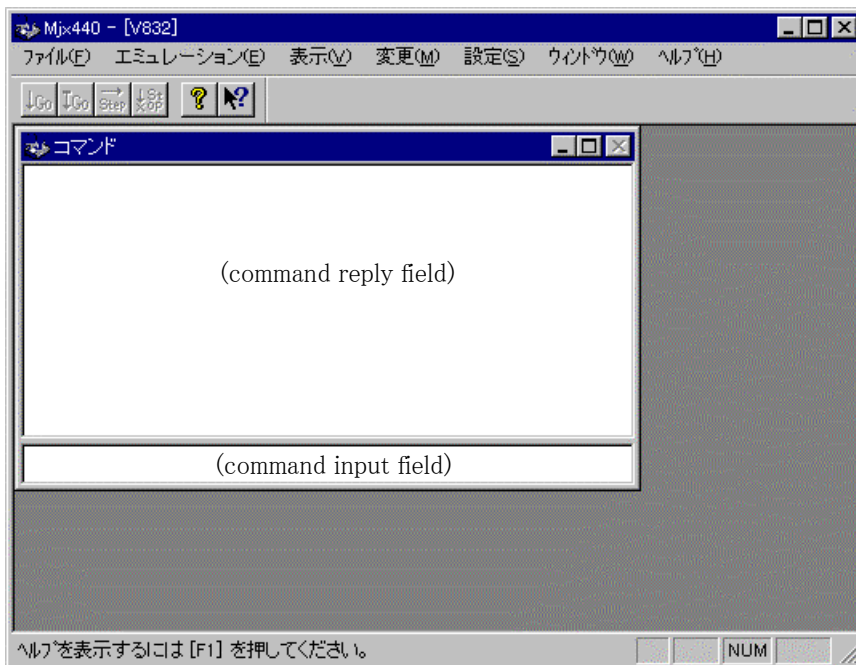 Mjx440 - [V832]
ファイル(F) エミュレーション(E) 表示(V) 変更(M) 設定(S) ウィンドウ(W) ヘルプ(H)
↓Go ↧Go Step ↓St×op
コマンド
(command reply field)
(command input field)
ヘルプを表示するには [F1] を押してください。
NUM